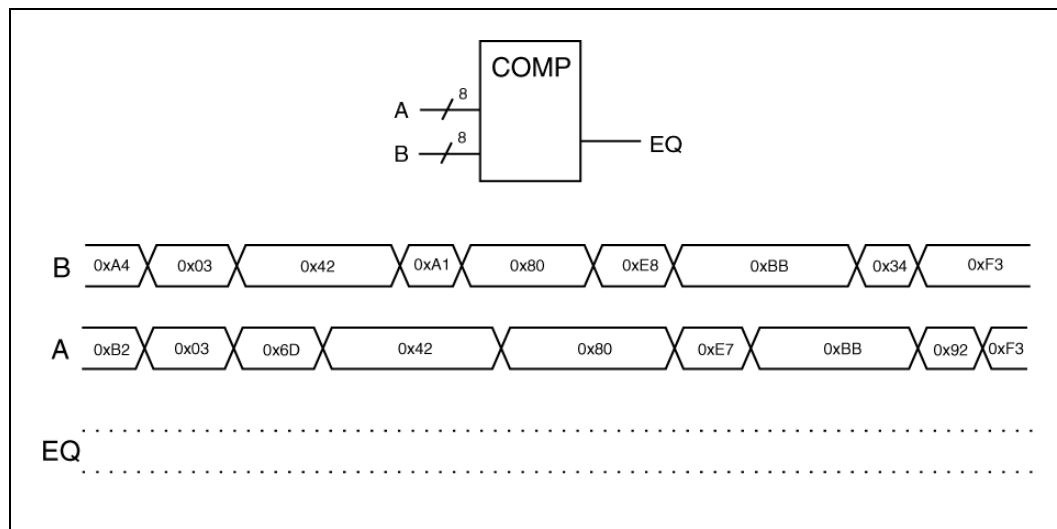 COMP
A 8
B 8
EQ
B 0xA4 0x03 0x42 0xA1 0x80 0xE8 0xBB 0x34 0xF3
A 0xB2 0x03 0x6D 0x42 0x80 0xE7 0xBB 0x92 0xF3
EQ